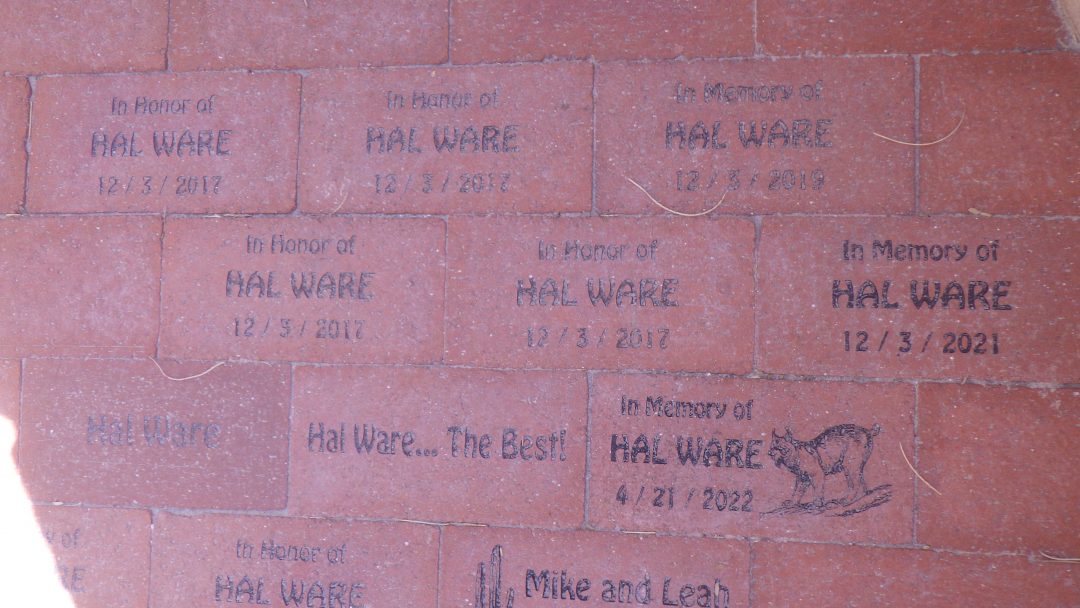 In Honor of
HAL WARE
12 / 3 / 2017
In Honor of
HAL WARE
12 / 3 / 2017
In Memory of
HAL WARE
12 / 3 / 2019
In Honor of
HAL WARE
12 / 3 / 2017
In Honor of
HAL WARE
12 / 3 / 2017
In Memory of
HAL WARE
12 / 3 / 2021
Hal Ware
Hal Ware... The Best!
In Memory of
HAL WARE
4 / 21 / 2022
of
In Honor of
HAL WARE
Mike and Leah